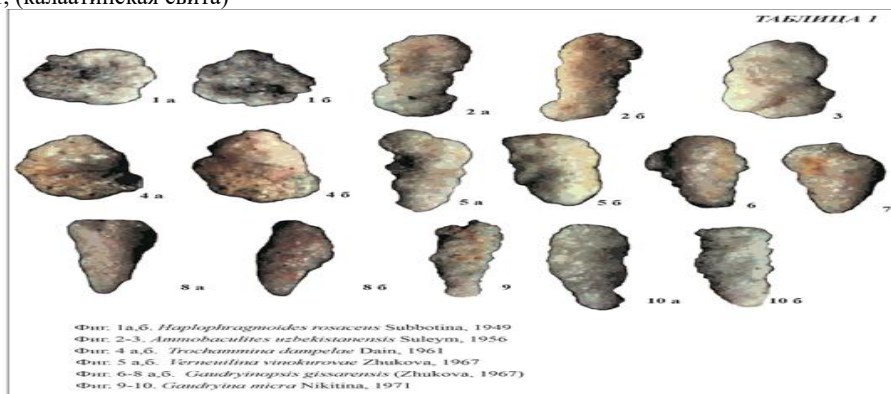 (калаатинская свита)
ТАБЛИЦА 1
1 а
1 б
2 а
2 б
3
4 а
4 б
5 а
5 б
6
7
8 а
8 б
9
10 а
10 б
Фиг. 1а,б. Haplophragmoides rosaceus Subbotina, 1949
Фиг. 2-3. Ammobaculites uzbekistanensis Suleym, 1956
Фиг. 4 а,б. Trochammina dampelae Dain, 1961
Фиг. 5 а,б. Verneuilina vinokurovae Zhukova, 1967
Фиг. 6-8 а,б. Gaudryinopsis gissarensis (Zhukova, 1967)
Фиг. 9-10. Gaudryina micra Nikitina, 1971